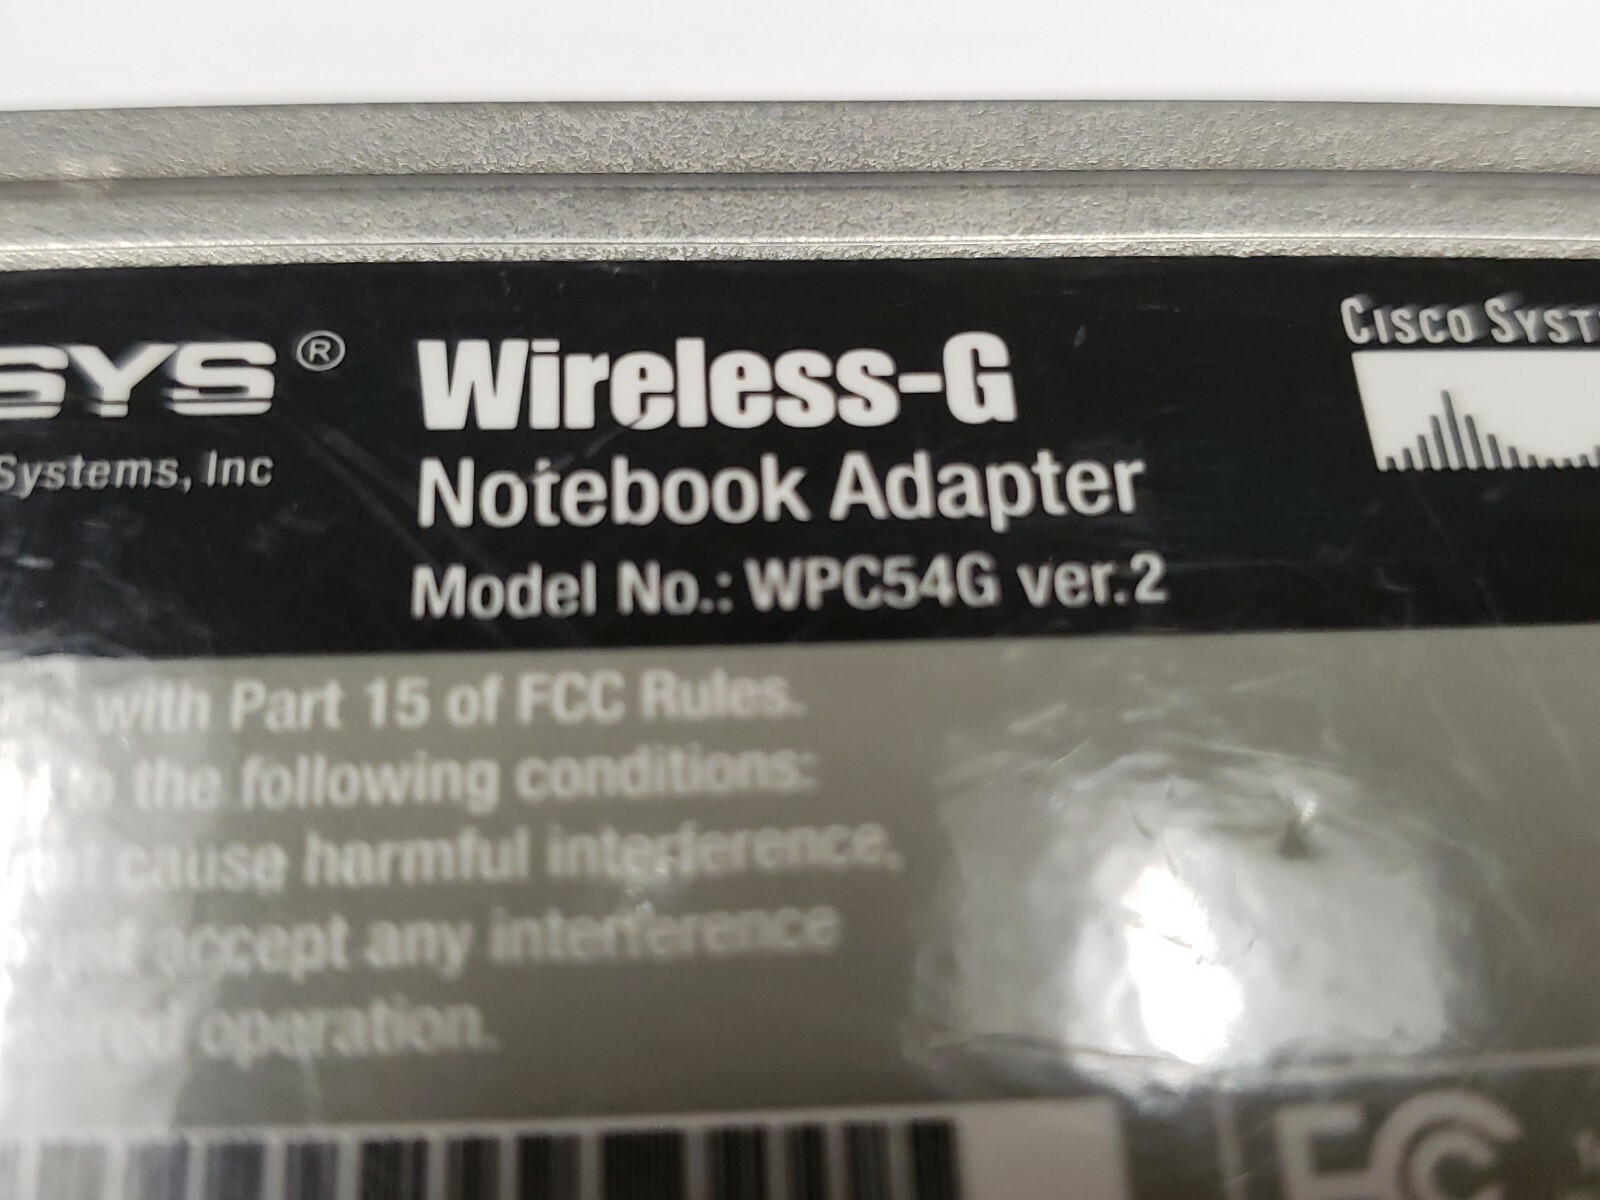 SYS® Wireless-G
Systems, Inc
Notebook Adapter
Model No.: WPC54G ver.2
CISCO SYST
with Part 15 of FCC Rules.
the following conditions:
cause harmful interference,
accept any interference
operation.
FC